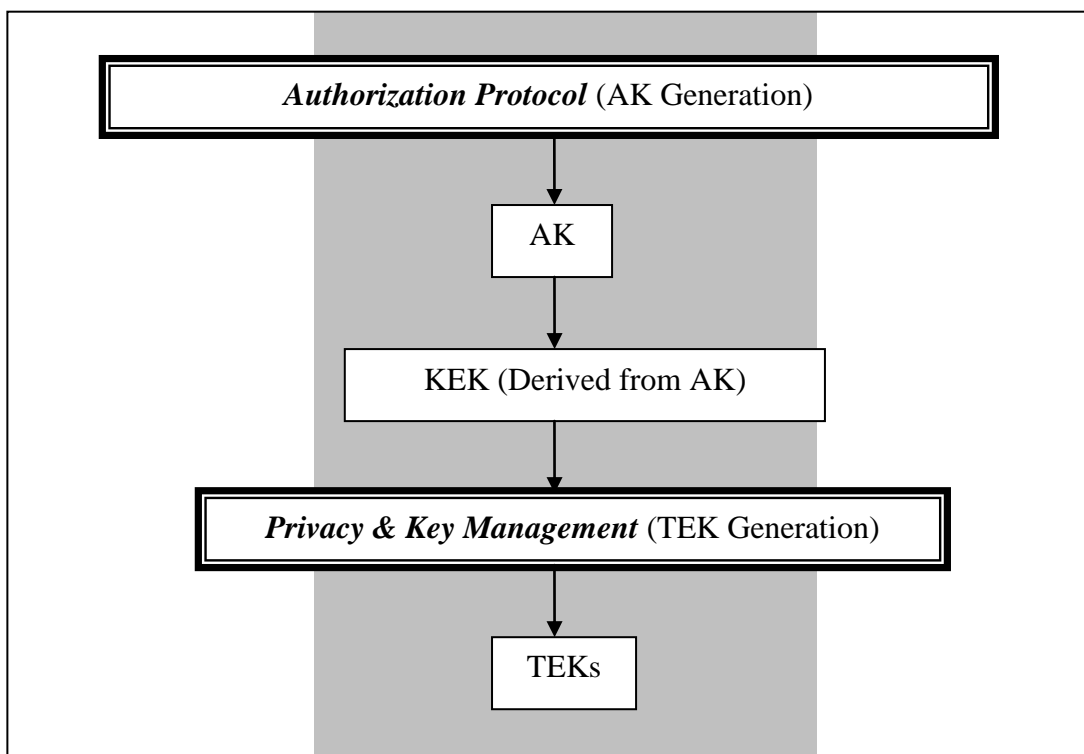 Authorization Protocol (AK Generation)
AK
KEK (Derived from AK)
Privacy & Key Management (TEK Generation)
TEKs